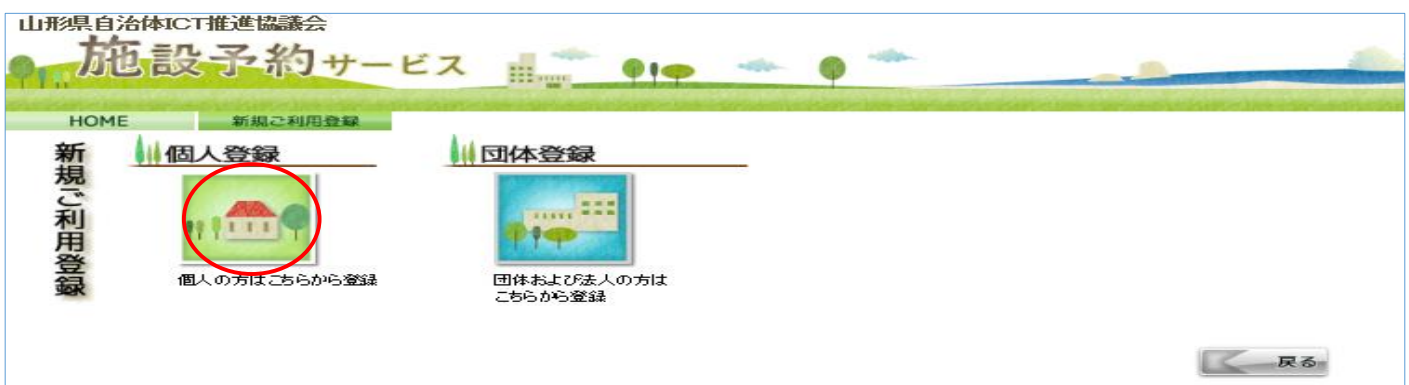 山形県自治体ICT推進協議会
施設予約サービス
HOME
新規ご利用登録
新規ご利用登録
個人登録
個人の方はこちらから登録
団体登録
団体および法人の方は
こちらから登録
戻る